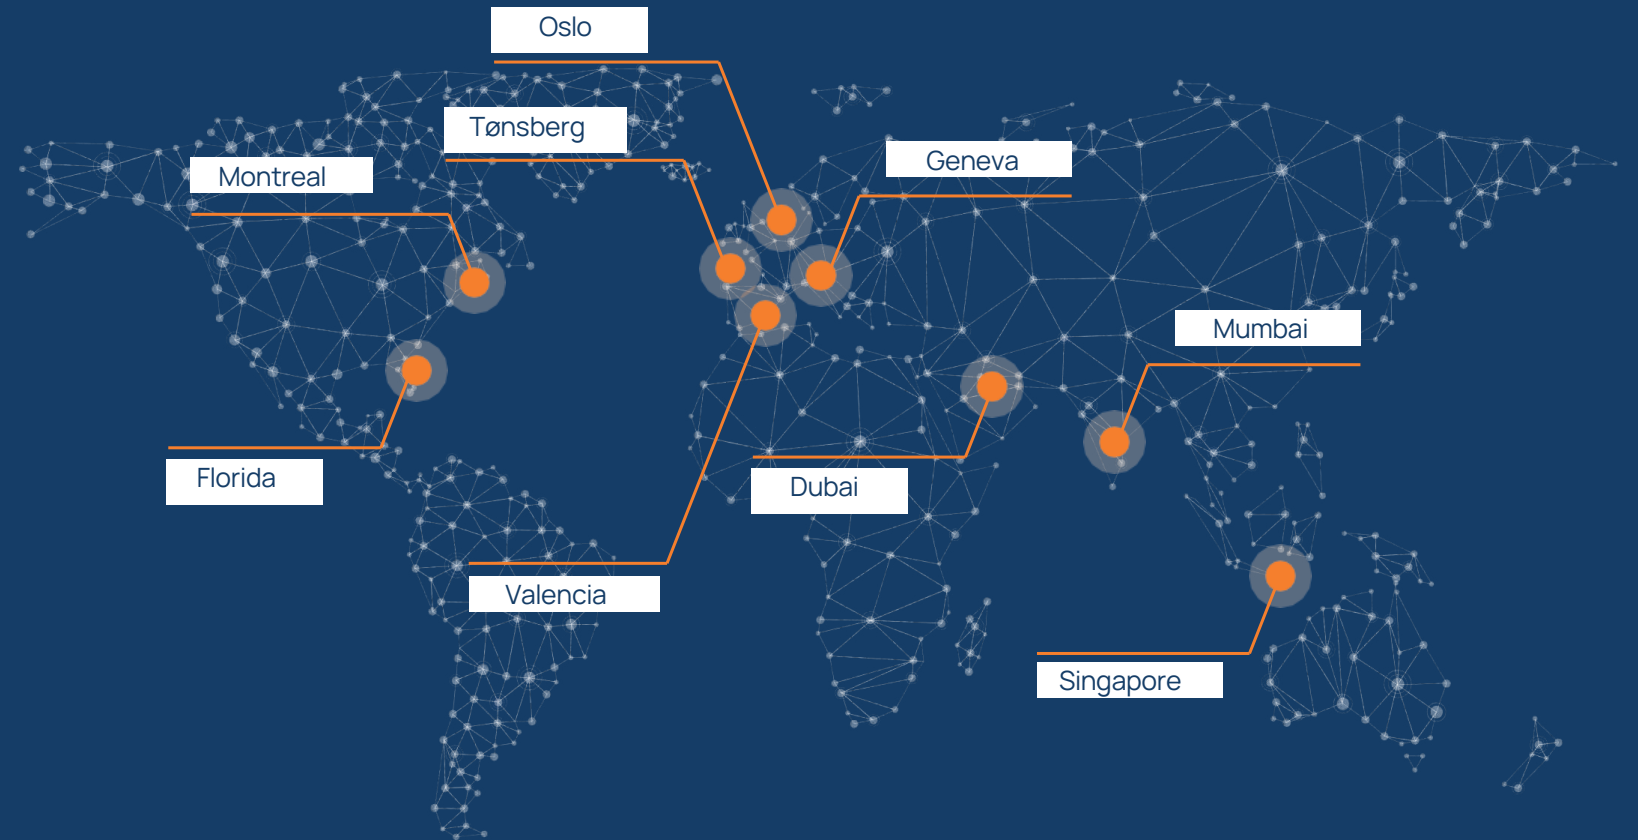 Oslo
Tønsberg
Geneva
Montreal
Mumbai
Florida
Dubai
Valencia
Singapore